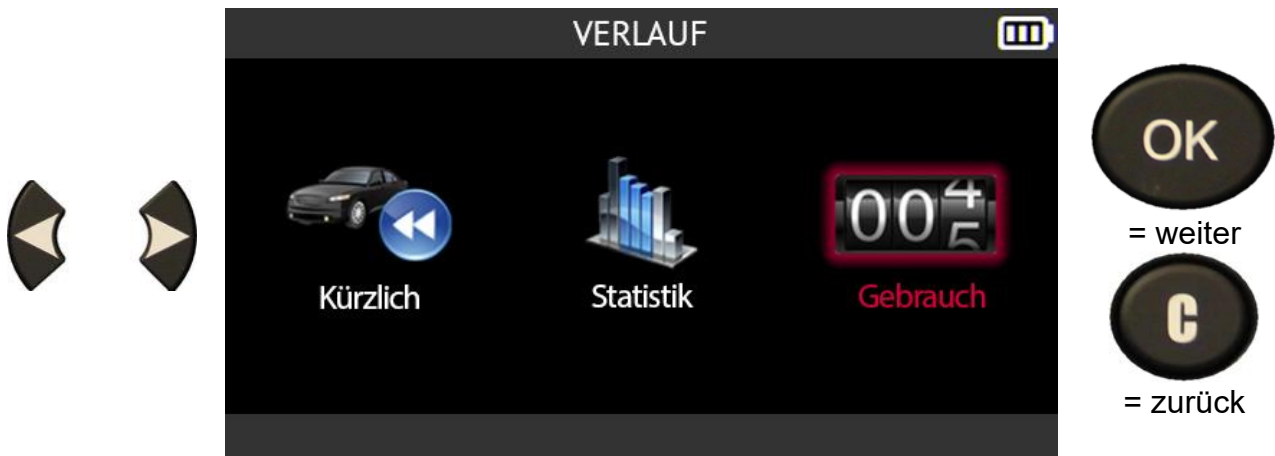 VERLAUF
Kürzlich
Statistik
004
5
Gebrauch
OK
= weiter
C
= zurück